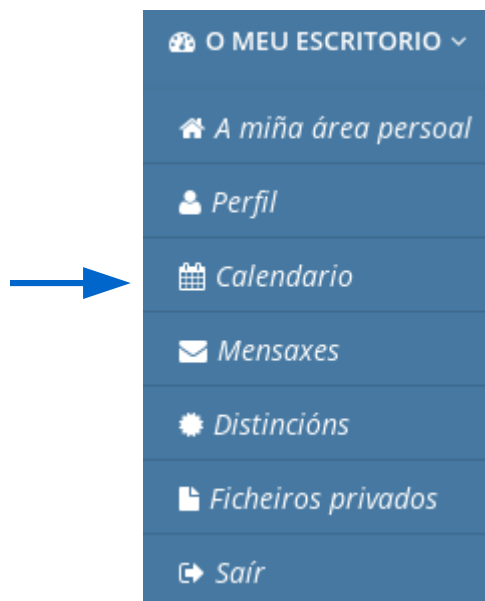 O MEU ESCRITORIO
A miña área persoal
Perfil
Calendario
Mensaxes
Distincións
Ficheiros privados
Saír